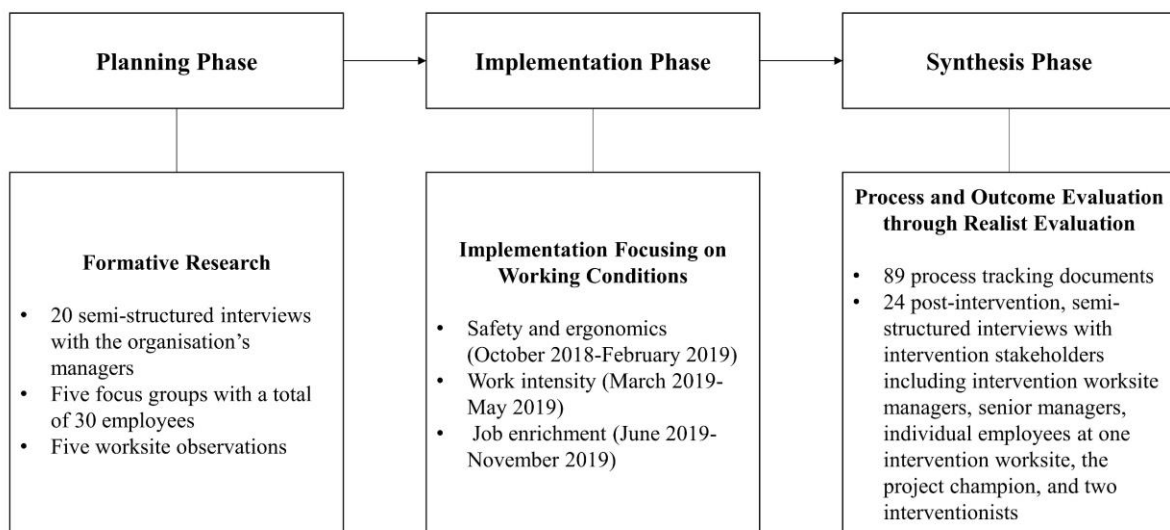 Planning Phase
Implementation Phase
Synthesis Phase
Formative Research
• 20 semi-structured interviews
with the organisation's
managers
• Five focus groups with a total
of 30 employees
• Five worksite observations
Implementation Focusing on
Working Conditions
• Safety and ergonomics
(October 2018-February 2019)
• Work intensity (March 2019-
May 2019)
• Job enrichment (June 2019-
November 2019)
Process and Outcome Evaluation
through Realist Evaluation
• 89 process tracking documents
• 24 post-intervention, semi-
structured interviews with
intervention stakeholders
including intervention worksite
managers, senior managers,
individual employees at one
intervention worksite, the
project champion, and two
interventionists